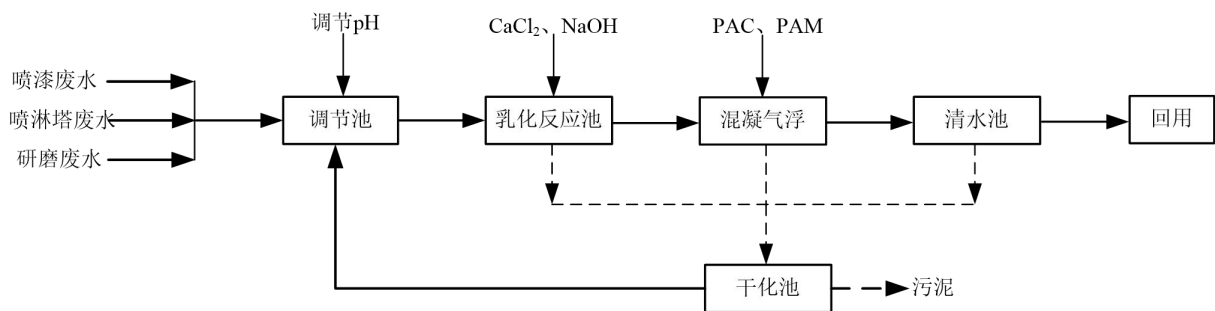 调节pH
CaCl₂、NaOH
PAC、PAM
喷漆废水
喷淋塔废水
研磨废水
调节池
乳化反应池
混凝气浮
清水池
回用
干化池
污泥